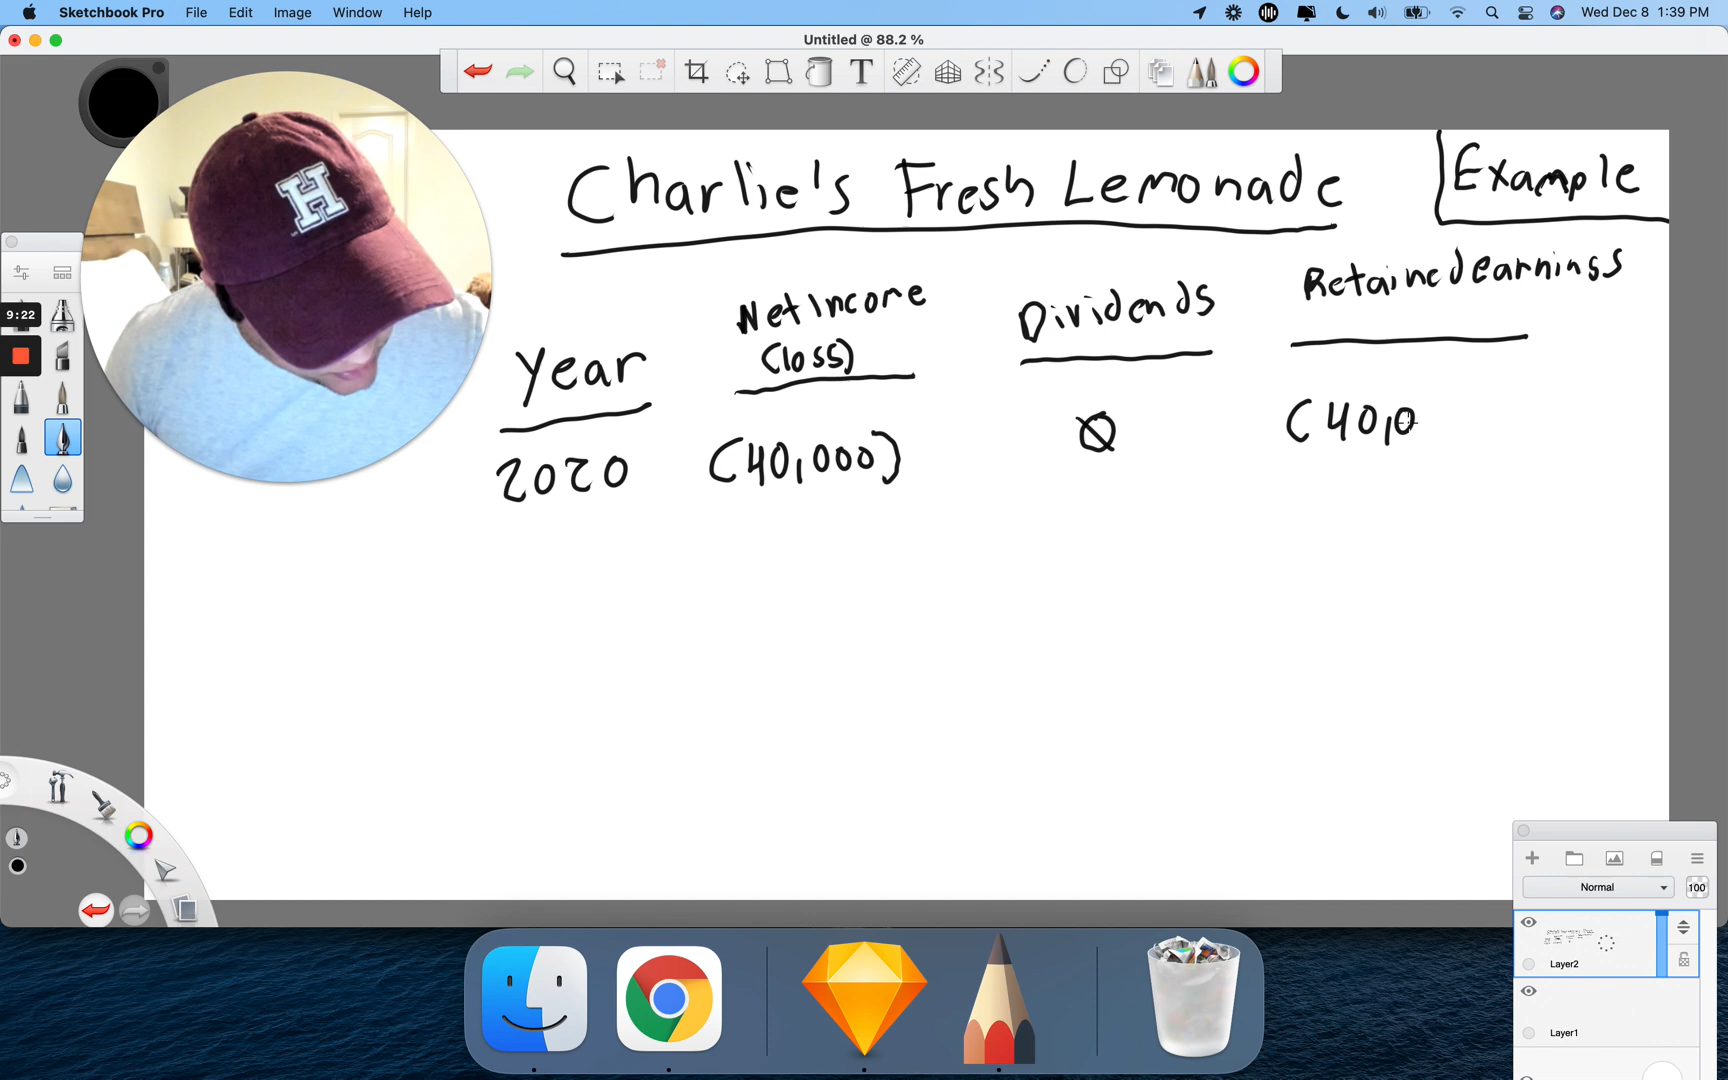 Sketchbook Pro File Edit Image Window Help Wed Dec 8 1:39 PM
Untitled @ 88.2 %
T
H
9:22
Charlie's Fresh Lemonade
Example
Year
Net Income
(loss)
Dividends
Retained earnings
2020 (40,000) Ø (40,0
Normal 100
Layer2
Layer1